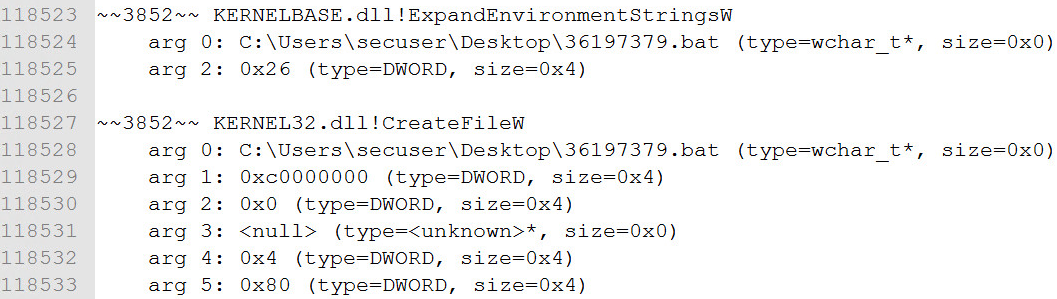 118523 ~~3852~~ KERNELBASE.dll!ExpandEnvironmentStringsW
118524     arg 0: C:\Users\secuser\Desktop\36197379.bat (type=wchar_t*, size=0x0)
118525     arg 2: 0x26 (type=DWORD, size=0x4)
118526
118527 ~~3852~~ KERNEL32.dll!CreateFileW
118528     arg 0: C:\Users\secuser\Desktop\36197379.bat (type=wchar_t*, size=0x0)
118529     arg 1: 0xc0000000 (type=DWORD, size=0x4)
118530     arg 2: 0x0 (type=DWORD, size=0x4)
118531     arg 3: <null> (type=<unknown>*, size=0x0)
118532     arg 4: 0x4 (type=DWORD, size=0x4)
118533     arg 5: 0x80 (type=DWORD, size=0x4)